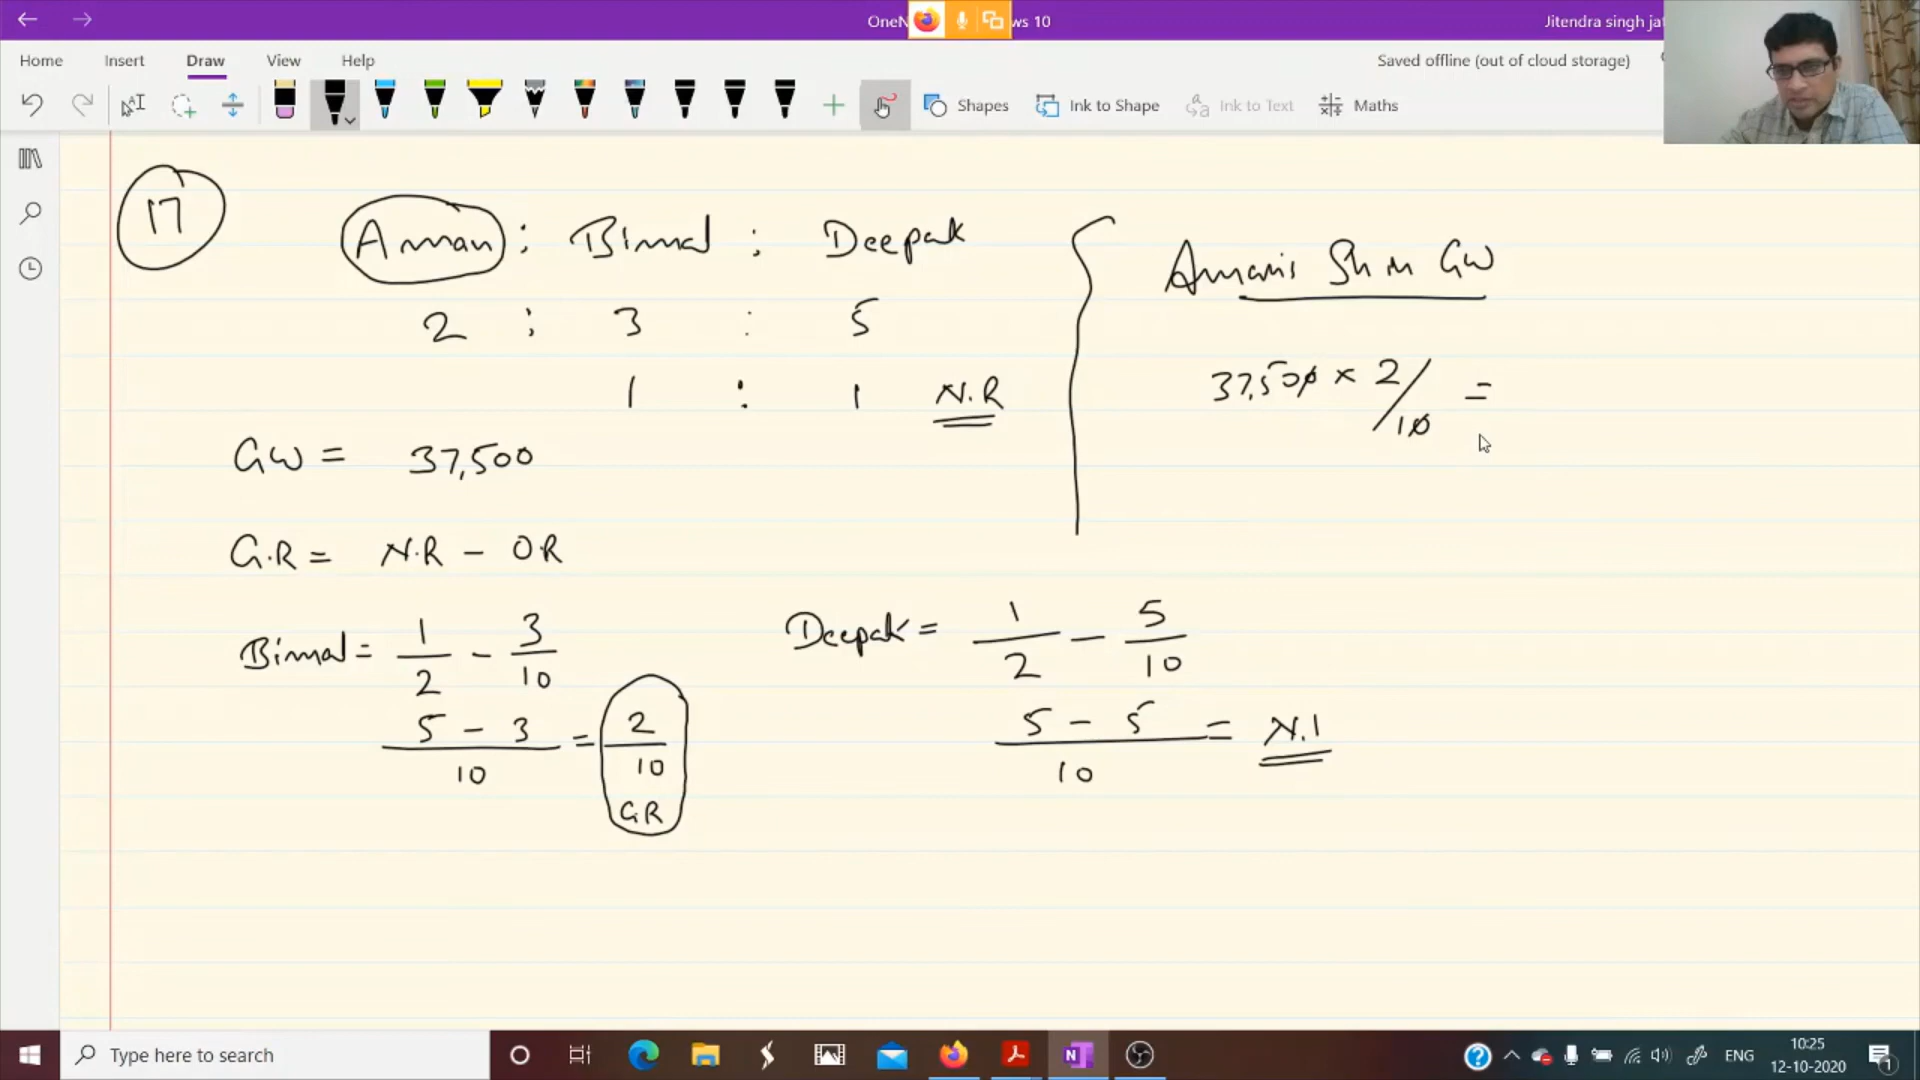 OneN ws 10
Jitendra singh jat
Home Insert Draw View Help
Saved offline (out of cloud storage)
Shapes Ink to Shape Ink to Text Maths
17
Aman : Bimal : Deepak
2 : 3 : 5
1 : 1 N.R
GW = 37,500
G.R = N.R - O.R
Bimal = 1/2 - 3/10
5 - 3/10 = 2/10
GR
Aman's Sh in GW
37,500 x 2/10 =
Deepak = 1/2 - 5/10
5 - 5/10 = N.I
Type here to search
ENG
10:25
12-10-2020
1